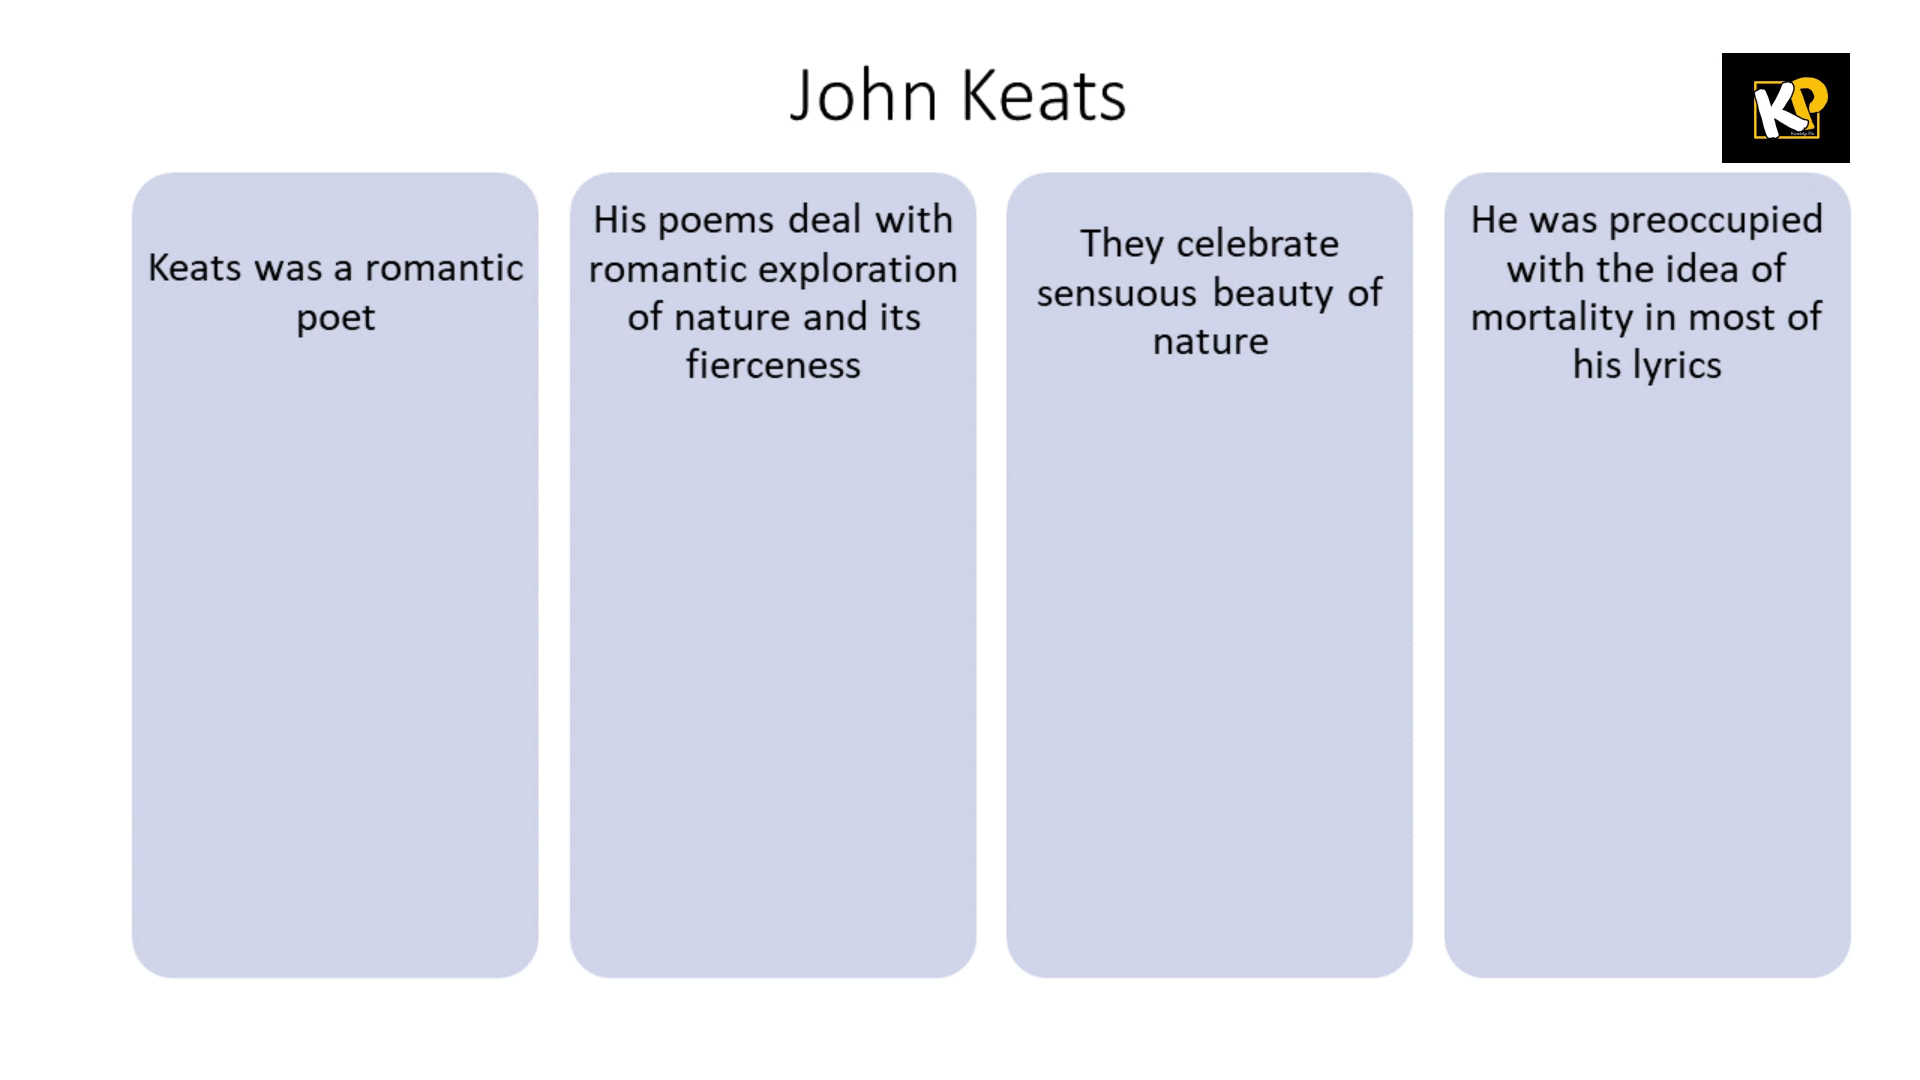 John Keats
KP
Keats was a romantic
poet
His poems deal with
romantic exploration
of nature and its
fierceness
They celebrate
sensuous beauty of
nature
He was preoccupied
with the idea of
mortality in most of
his lyrics